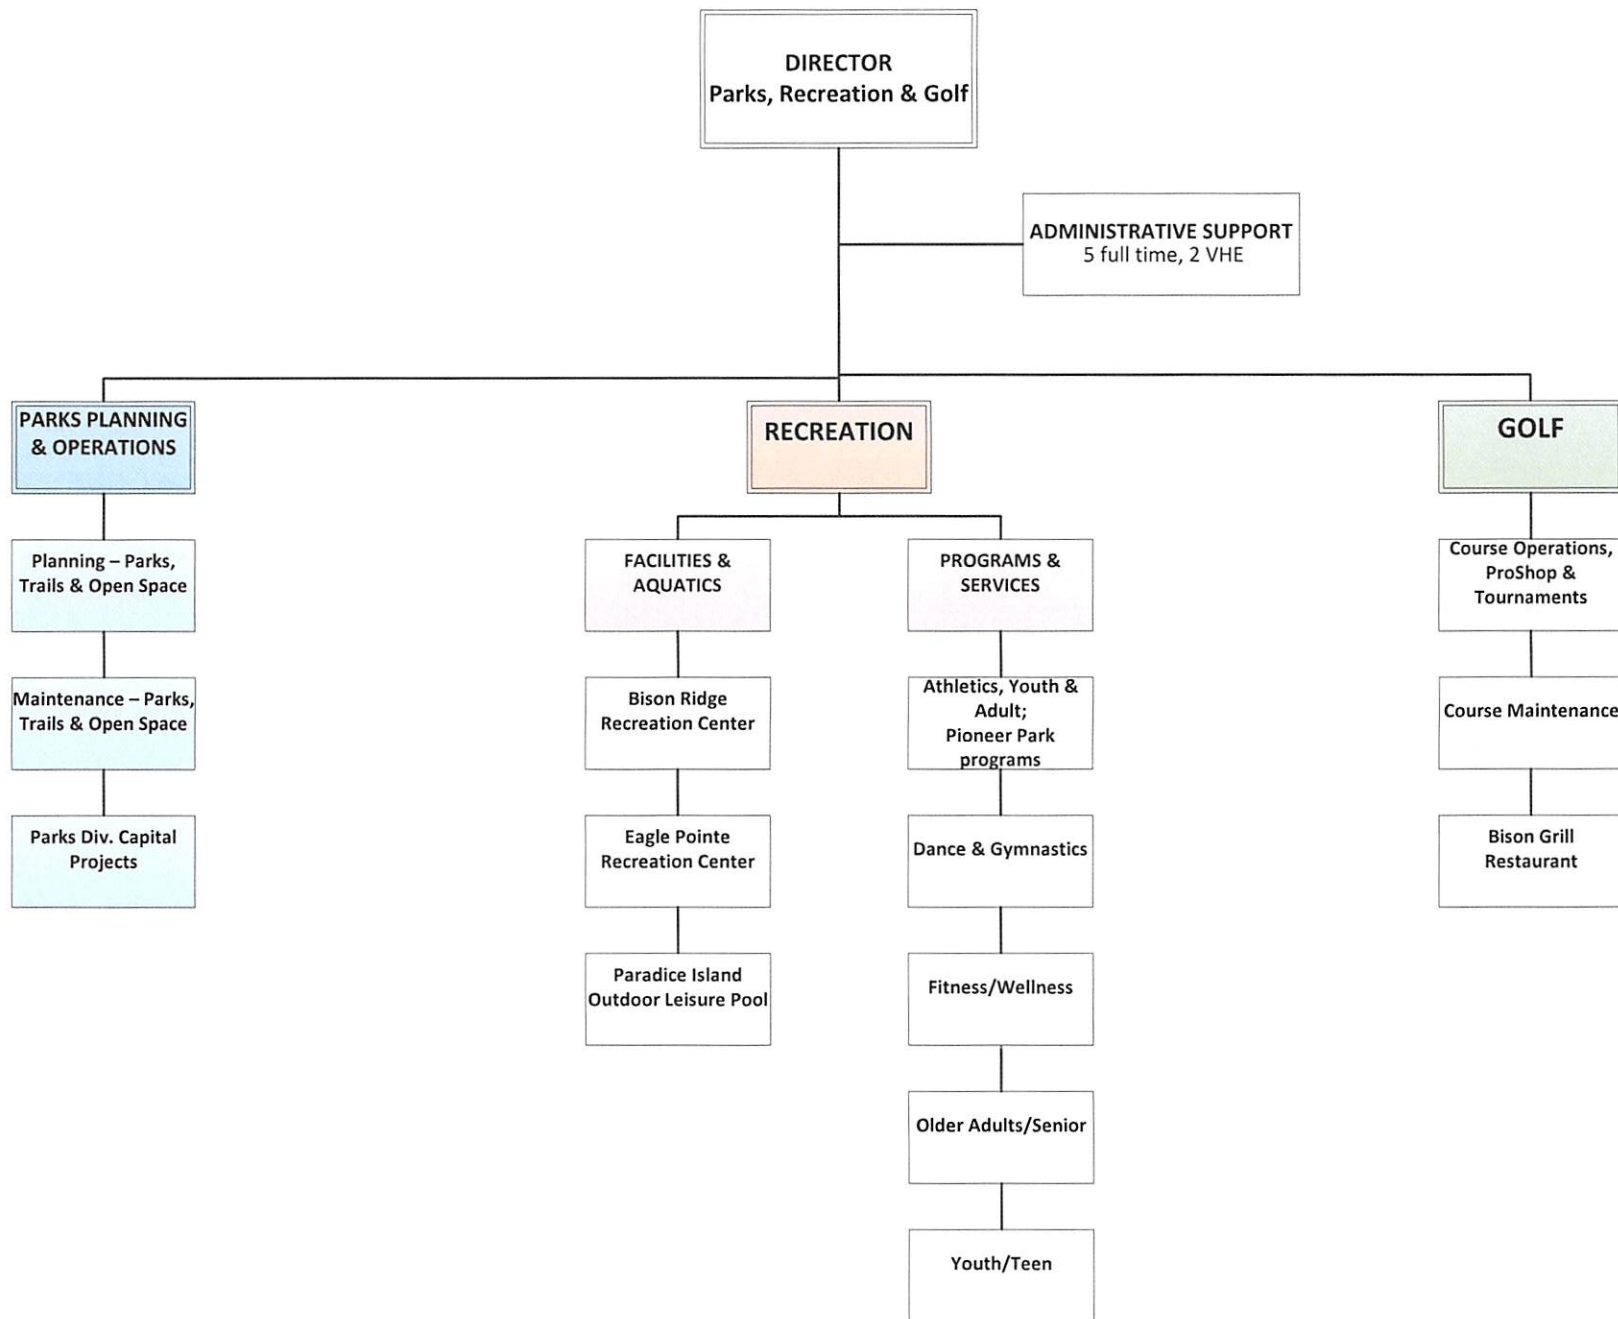 DIRECTOR
Parks, Recreation & Golf
ADMINISTRATIVE SUPPORT
5 full time, 2 VHE
PARKS PLANNING
& OPERATIONS
Planning – Parks,
Trails & Open Space
Maintenance – Parks,
Trails & Open Space
Parks Div. Capital
Projects
RECREATION
FACILITIES &
AQUATICS
Bison Ridge
Recreation Center
Eagle Pointe
Recreation Center
Paradice Island
Outdoor Leisure Pool
PROGRAMS &
SERVICES
Athletics, Youth &
Adult;
Pioneer Park
programs
Dance & Gymnastics
Fitness/Wellness
Older Adults/Senior
Youth/Teen
GOLF
Course Operations,
ProShop &
Tournaments
Course Maintenance
Bison Grill
Restaurant